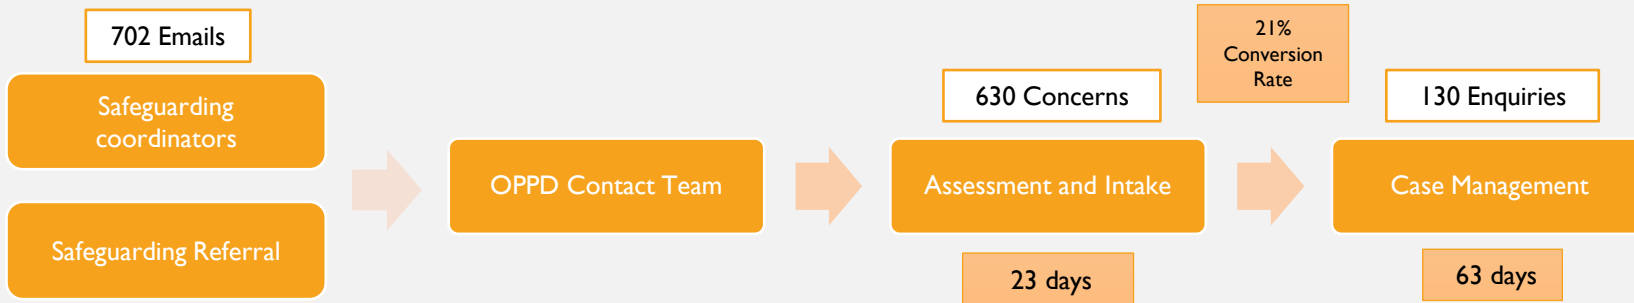 702 Emails
Safeguarding
coordinators
Safeguarding Referral
OPPD Contact Team
630 Concerns
Assessment and Intake
23 days
21%
Conversion
Rate
130 Enquiries
Case Management
63 days